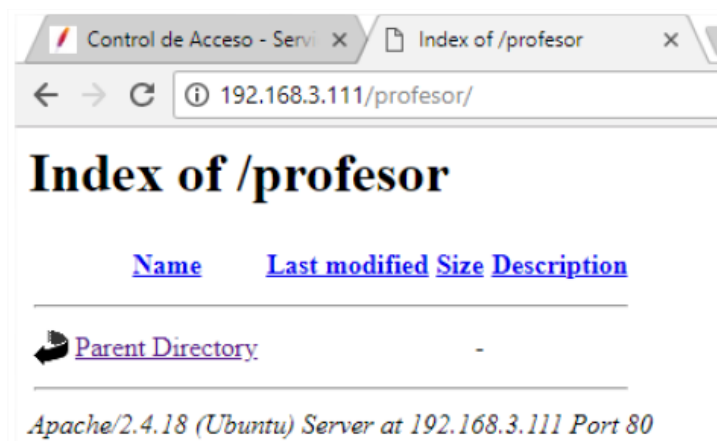 Control de Acceso - Servi
Index of /profesor
192.168.3.111/profesor/
Index of /profesor
Name Last modified Size Description
Parent Directory -
Apache/2.4.18 (Ubuntu) Server at 192.168.3.111 Port 80